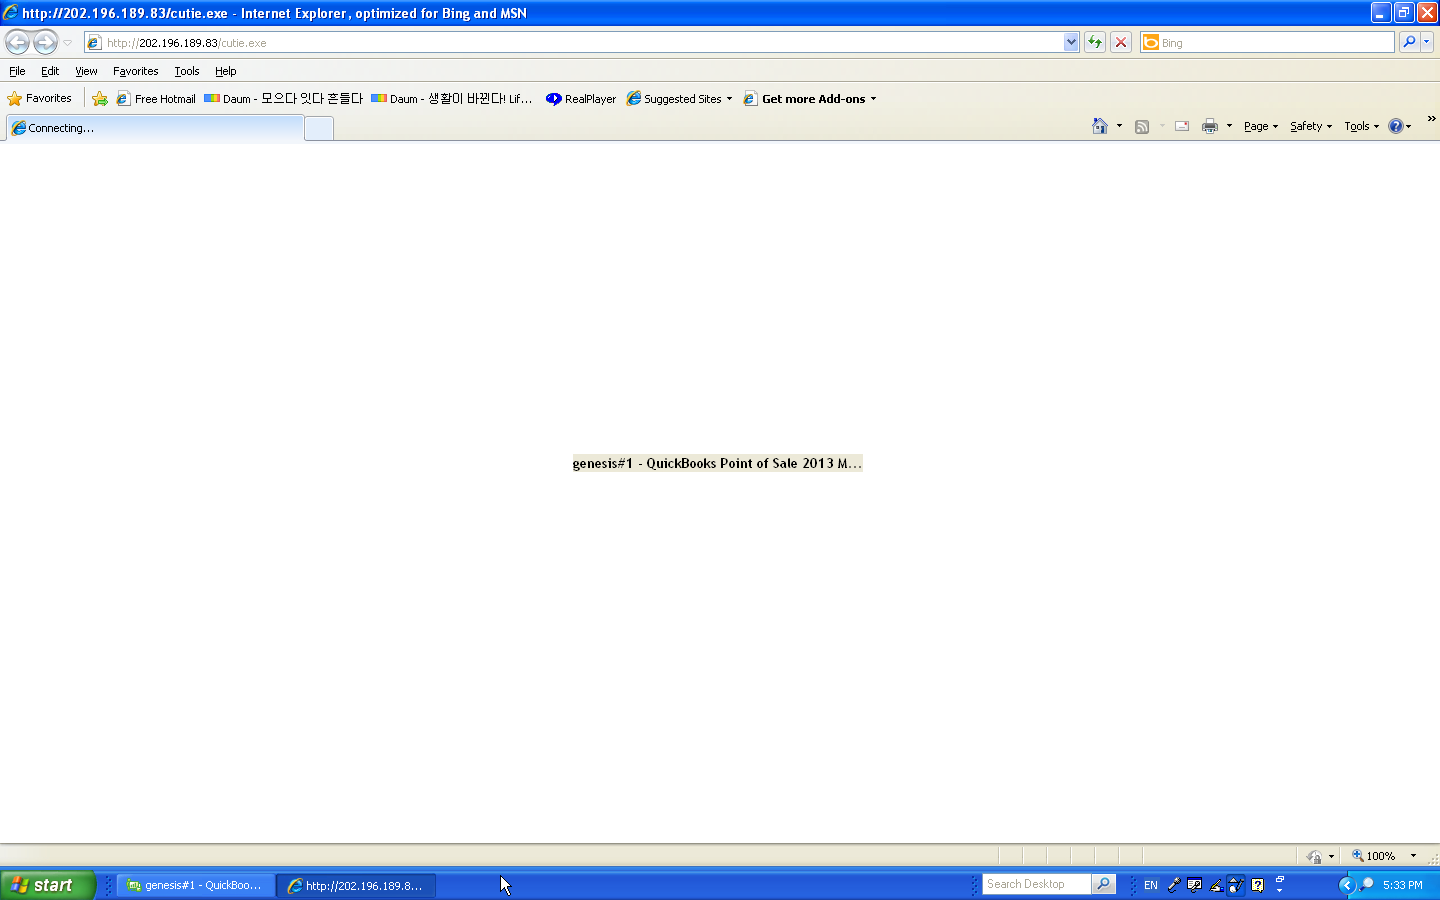 http://202.196.189.83/cutie.exe - Internet Explorer, optimized for Bing and MSN
http://202.196.189.83/cutie.exe
Bing
File Edit View Favorites Tools Help
Favorites Free Hotmail Daum - 모으다 잇다 흔들다 Daum - 생활이 바뀐다! Lif... RealPlayer Suggested Sites Get more Add-ons
Connecting...
Page Safety Tools
genesis#1 - QuickBooks Point of Sale 2013 M...
100%
start genesis#1 - QuickBoo... http://202.196.189.8... Search Desktop EN 5:33 PM